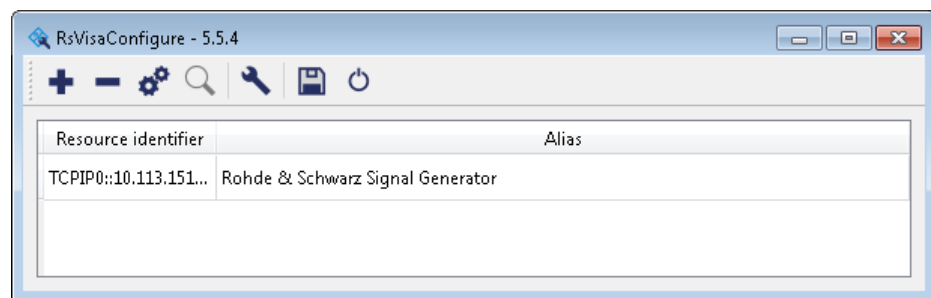 RsVisaConfigure - 5.5.4
Resource identifier Alias
TCPIP0::10.113.151... Rohde & Schwarz Signal Generator